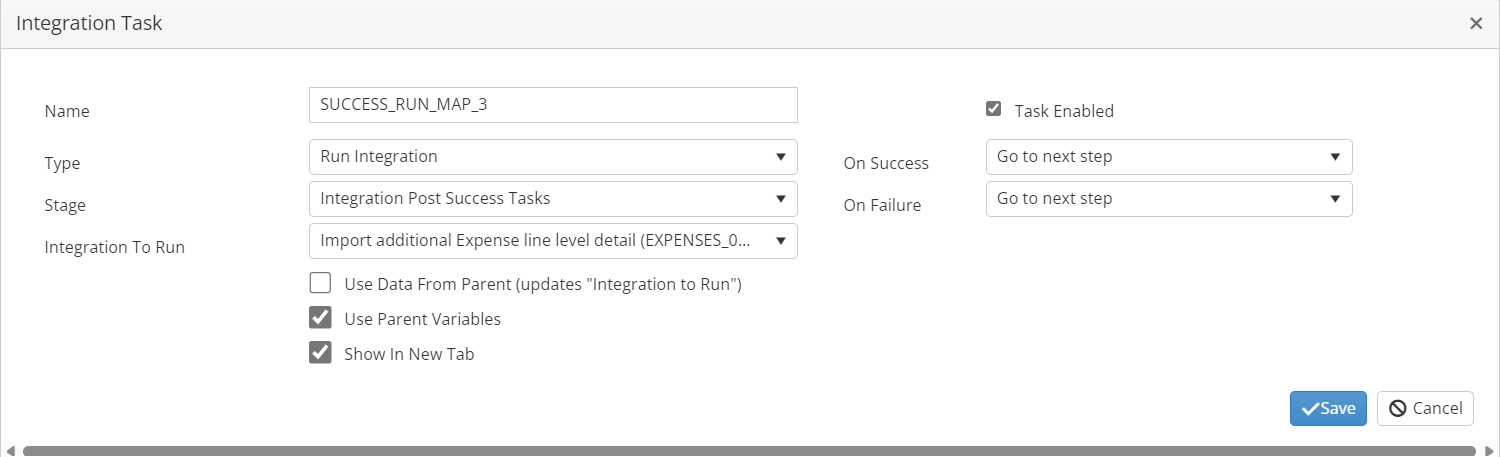 Integration Task
Name
SUCCESS_RUN_MAP_3
Task Enabled
Type
Run Integration
On Success
Go to next step
Stage
Integration Post Success Tasks
On Failure
Go to next step
Integration To Run
Import additional Expense line level detail (EXPENSES_0...
Use Data From Parent (updates "Integration to Run")
Use Parent Variables
Show In New Tab
Save
Cancel